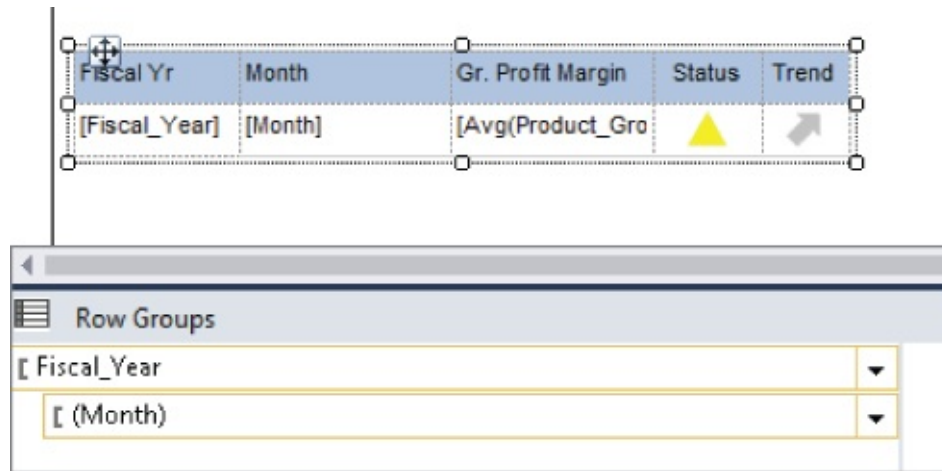 Fiscal Yr Month Gr. Profit Margin Status Trend
[Fiscal_Year] [Month] [Avg(Product_Gro
Row Groups
[ Fiscal_Year
[ (Month)